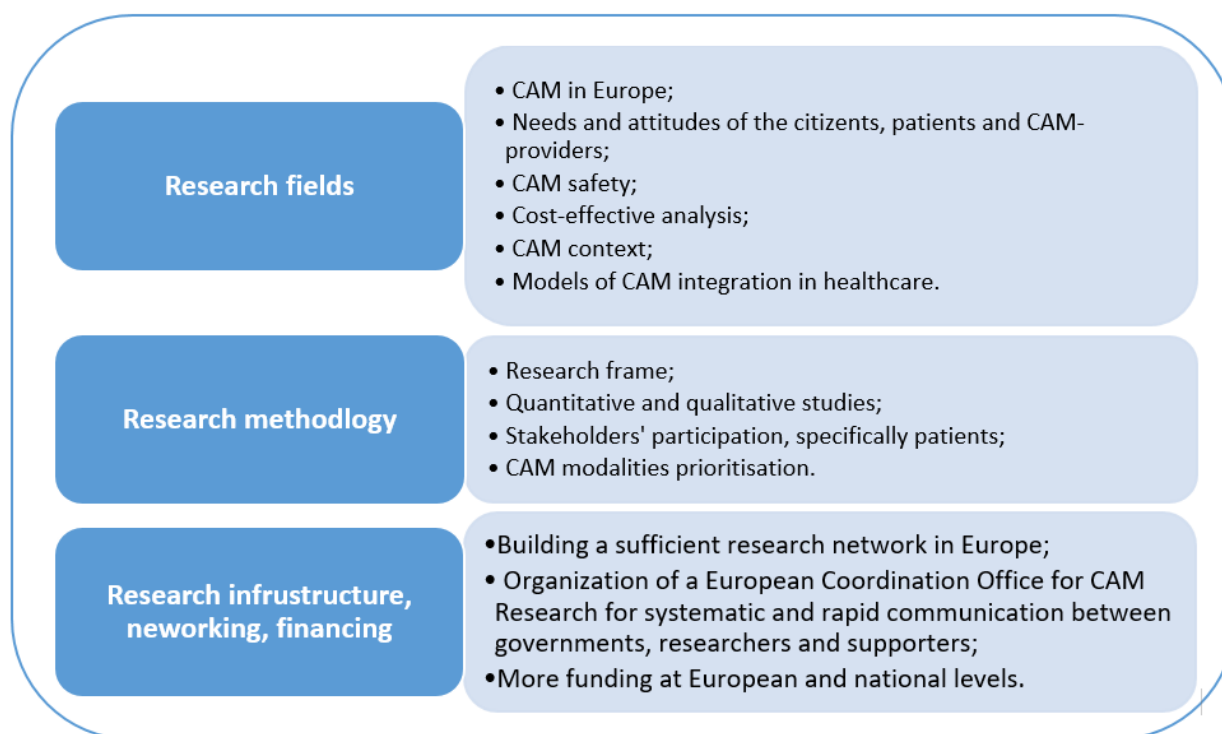 Research fields
• CAM in Europe;
• Needs and attitudes of the citizents, patients and CAM-
providers;
• CAM safety;
• Cost-effective analysis;
• CAM context;
• Models of CAM integration in healthcare.
Research methodlogy
• Research frame;
• Quantitative and qualitative studies;
• Stakeholders' participation, specifically patients;
• CAM modalities prioritisation.
Research infrustructure,
neworking, financing
•Building a sufficient research network in Europe;
• Organization of a European Coordination Office for CAM
Research for systematic and rapid communication between
governments, researchers and supporters;
•More funding at European and national levels.